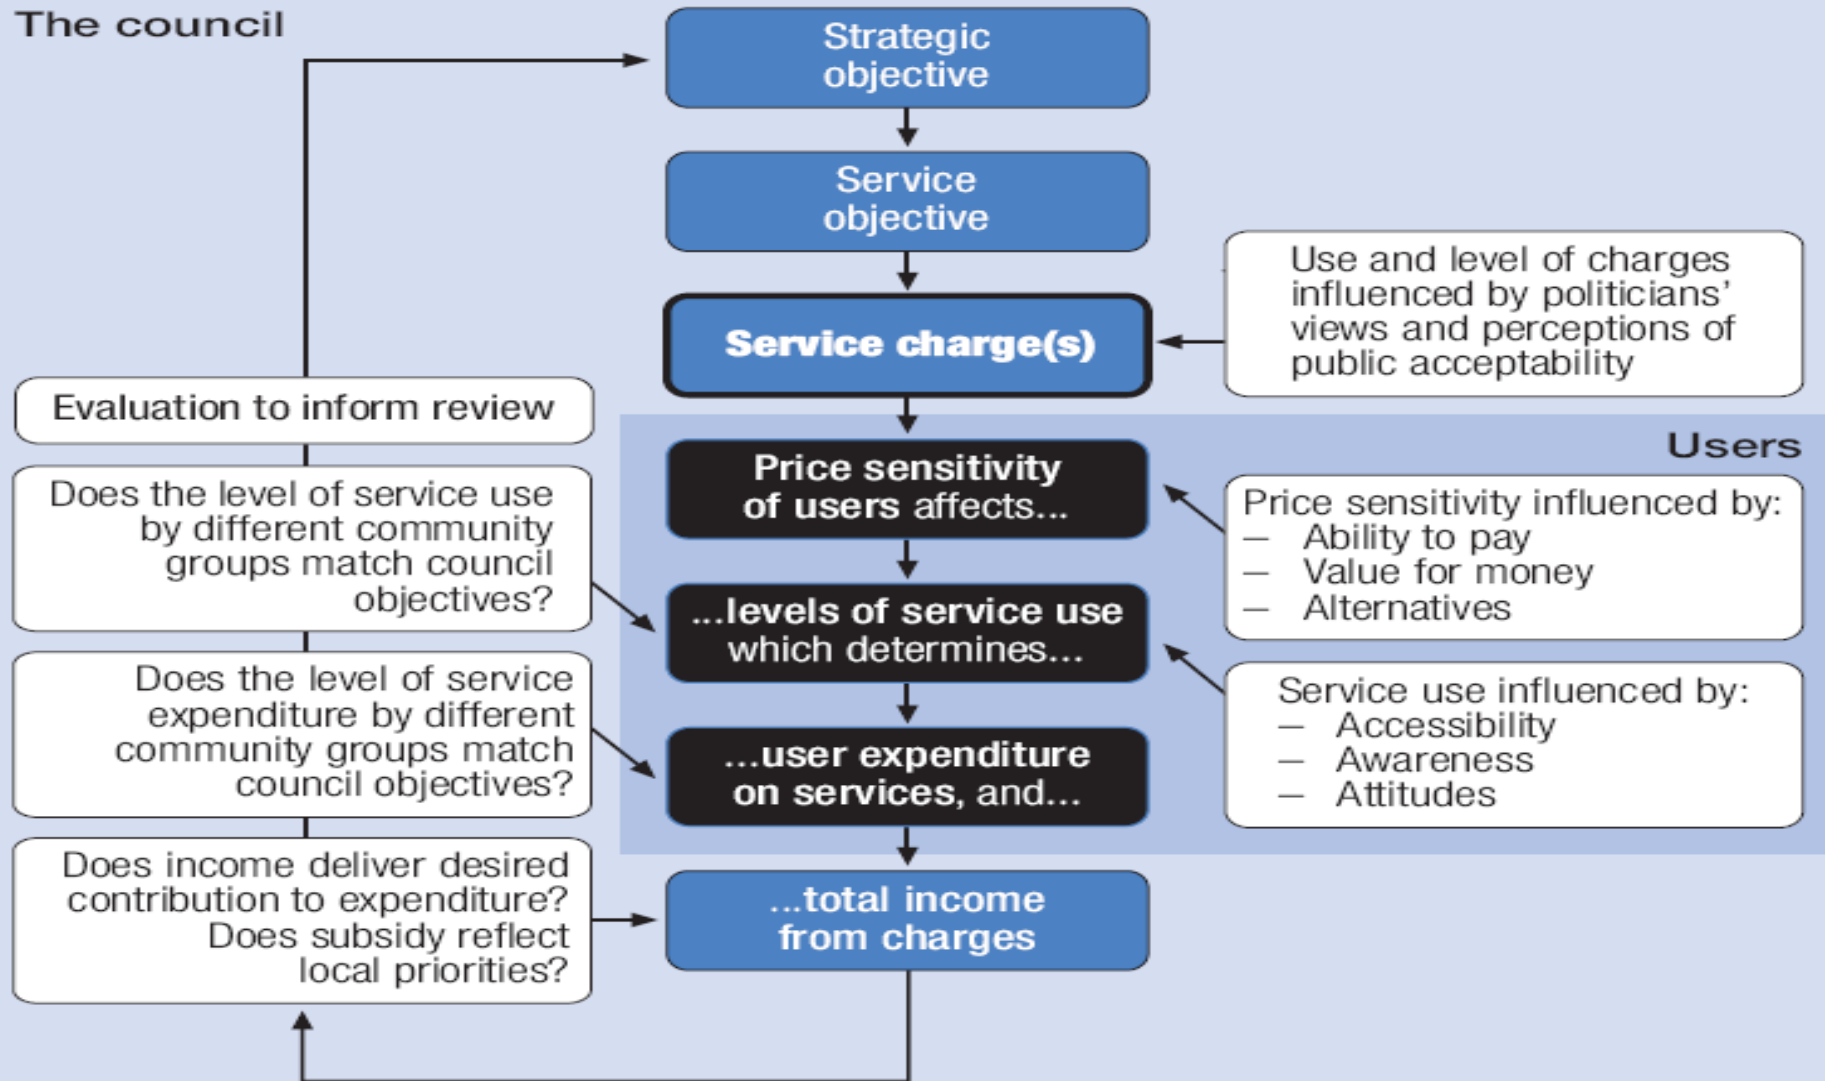 The council
Strategic
objective
Service
objective
Service charge(s)
Use and level of charges
influenced by politicians’
views and perceptions of
public acceptability
Evaluation to inform review
Users
Price sensitivity
of users affects...
Price sensitivity influenced by:
– Ability to pay
– Value for money
– Alternatives
Does the level of service use
by different community
groups match council
objectives?
...levels of service use
which determines...
Service use influenced by:
– Accessibility
– Awareness
– Attitudes
Does the level of service
expenditure by different
community groups match
council objectives?
...user expenditure
on services, and...
Does income deliver desired
contribution to expenditure?
Does subsidy reflect
local priorities?
...total income
from charges